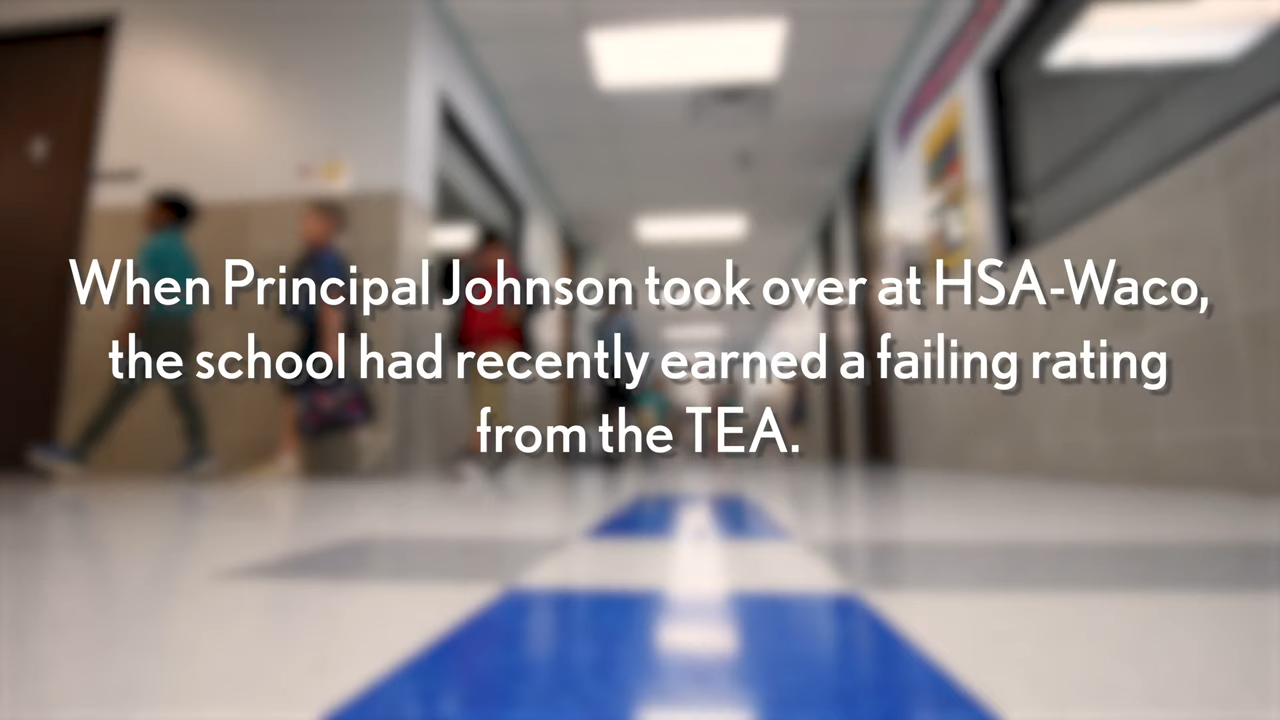 When Principal Johnson took over at HSA-Waco,
the school had recently earned a failing rating
from the TEA.